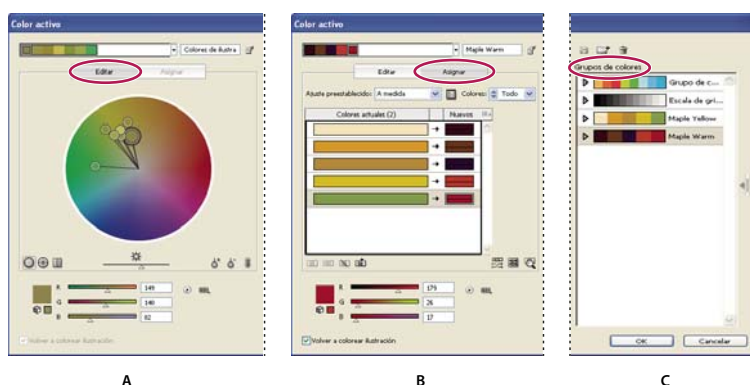 Color activo
Colores de ilustra
Editar
Asignar
R
149
G
140
B
82
Volver a colorear ilustración
A
Color activo
Maple Warm
Editar
Asignar
Ajuste preestablecido: A medida
Colores: Todo
Colores actuales (2)
Nuevos
R
179
G
26
B
17
Volver a colorear ilustración
B
Grupos de colores
Grupo de c...
Escala de gri...
Maple Yellow
Maple Warm
OK
Cancelar
C